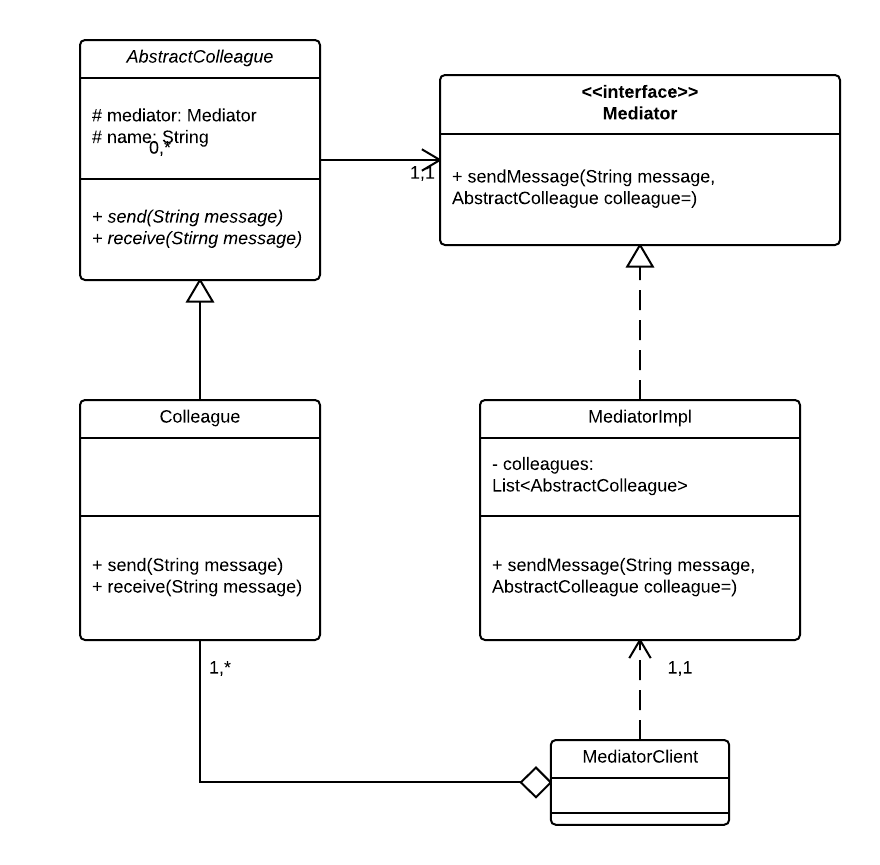 AbstractColleague
# mediator: Mediator
# name: String
0,*
+ send(String message)
+ receive(Stirng message)
1,1
<<interface>>
Mediator
+ sendMessage(String message,
AbstractColleague colleague=)
Colleague
+ send(String message)
+ receive(String message)
1,*
MediatorImpl
- colleagues:
List<AbstractColleague>
+ sendMessage(String message,
AbstractColleague colleague=)
1,1
MediatorClient